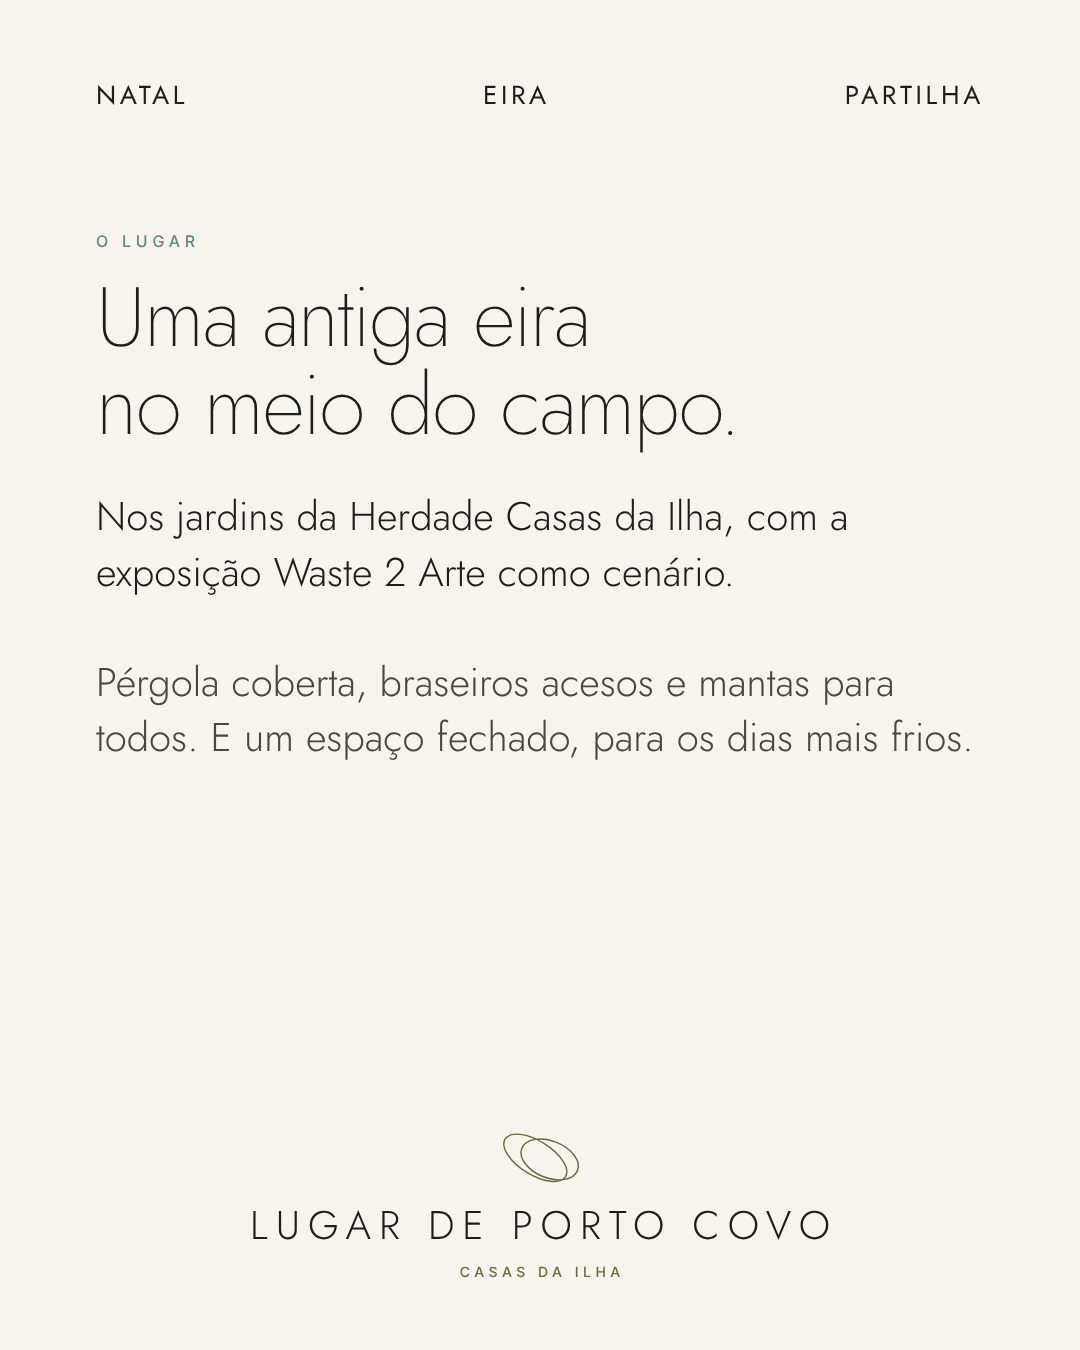 NATAL EIRA PARTILHA
O LUGAR
Uma antiga eira
no meio do campo.
Nos jardins da Herdade Casas da Ilha, com a
exposição Waste 2 Arte como cenário.
Pérgola coberta, braseiros acesos e mantas para
todos. E um espaço fechado, para os dias mais frios.
LUGAR DE PORTO COVO
CASAS DA ILHA